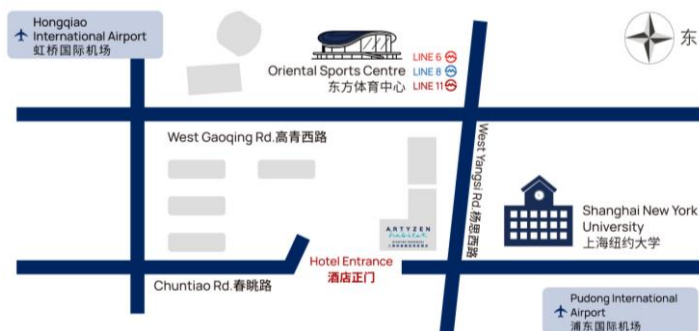 Hongqiao
International Airport
虹桥国际机场
东
LINE 6
Oriental Sports Centre LINE 8
东方体育中心 LINE 11
West Gaoqing Rd.高青西路
West Yangsi Rd.杨思西路
ARTYZEN
habitat
Shanghai New York
University
上海纽约大学
Hotel Entrance
酒店正门
Chuntiao Rd.春眺路
Pudong International
Airport
浦东国际机场